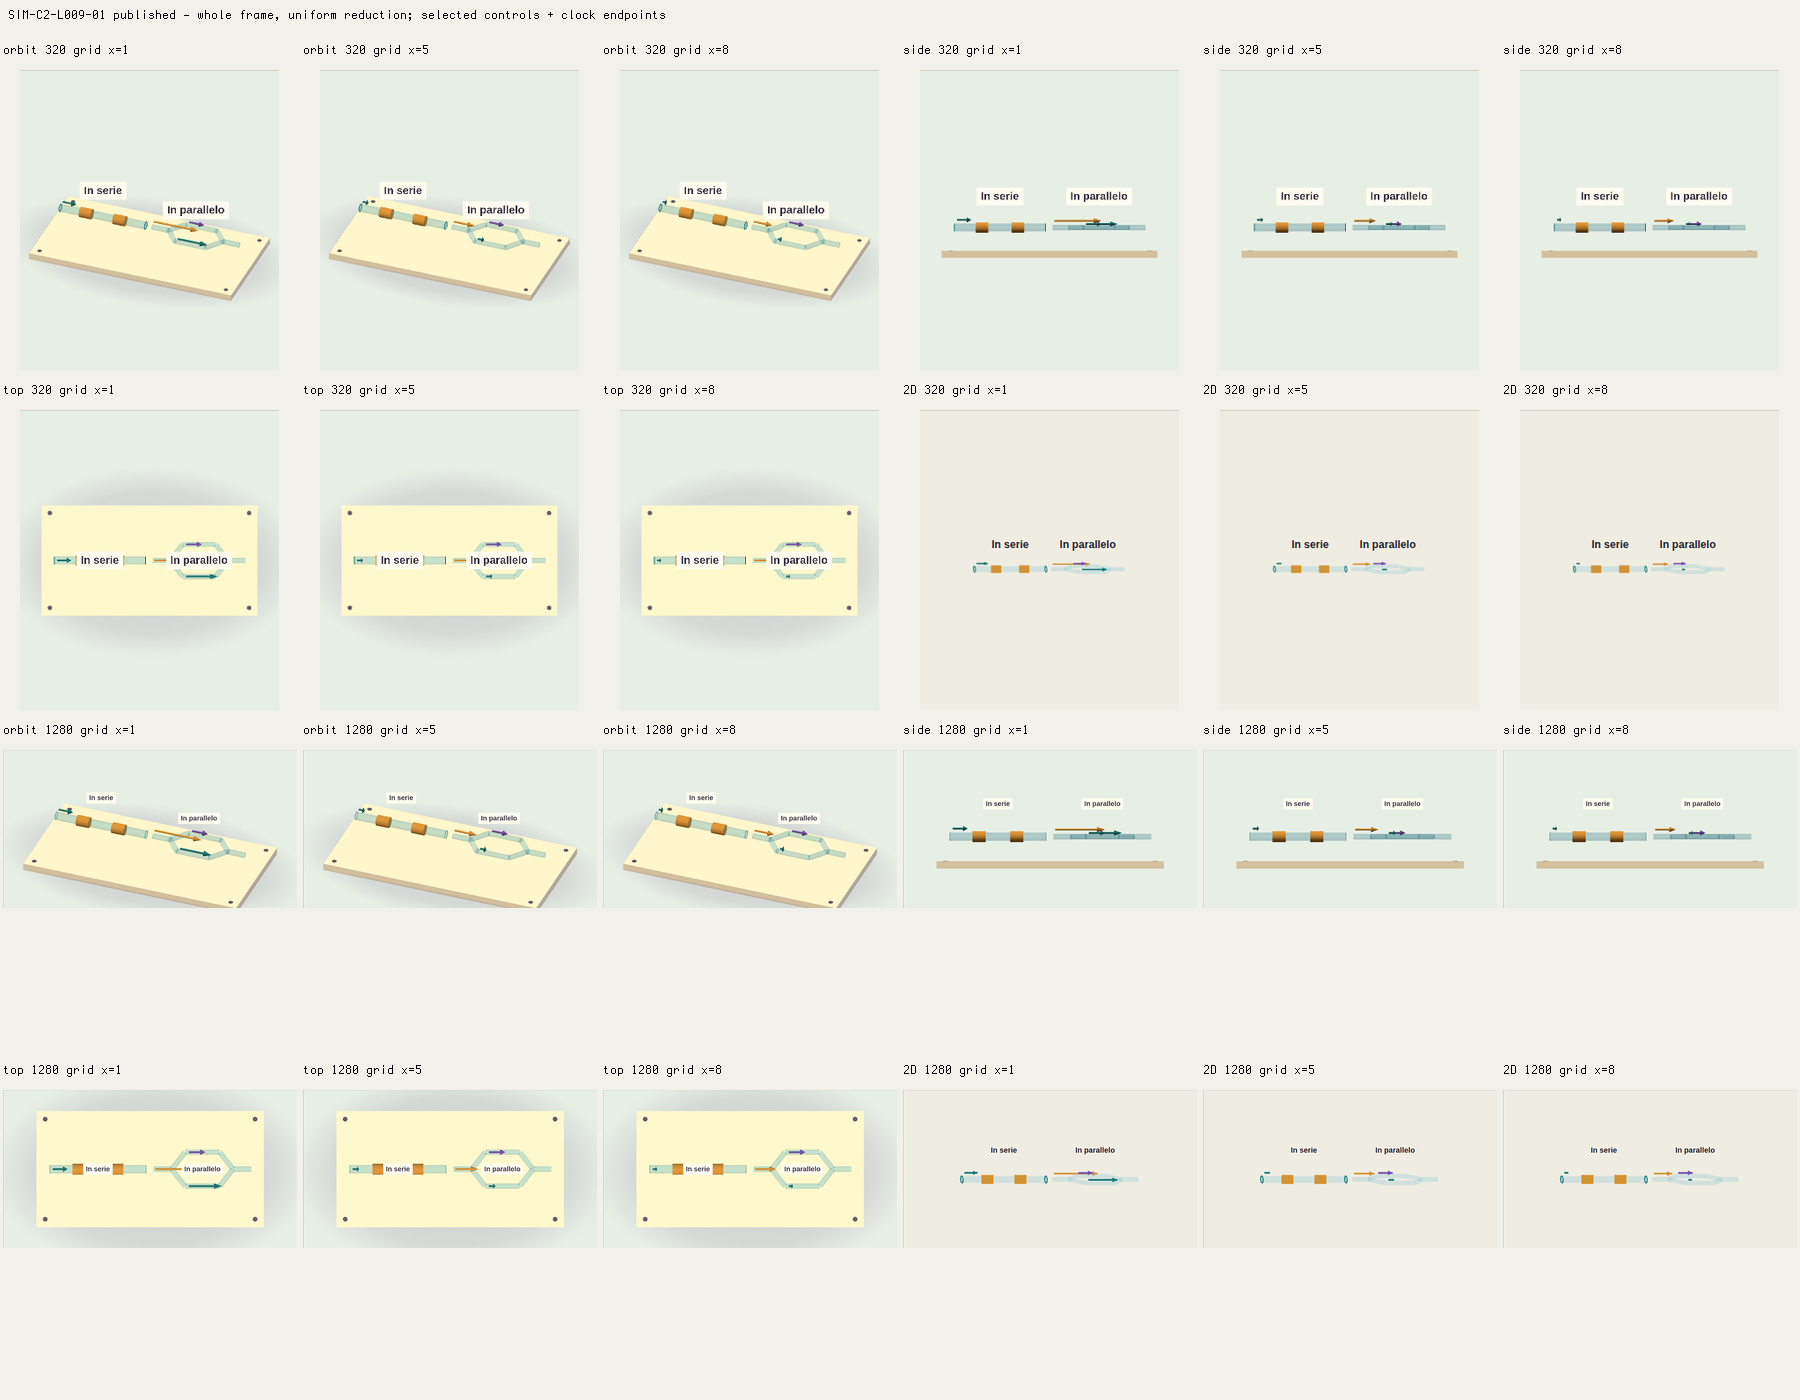 SIM-C2-L009-01 published — whole frame, uniform reduction; selected controls + clock endpoints
orbit 320 grid x=1
orbit 320 grid x=5
orbit 320 grid x=8
side 320 grid x=1
side 320 grid x=5
side 320 grid x=8
In serie
In parallelo
In serie
In parallelo
In serie
In parallelo
In serie
In parallelo
In serie
In parallelo
In serie
In parallelo
top 320 grid x=1
top 320 grid x=5
top 320 grid x=8
2D 320 grid x=1
2D 320 grid x=5
2D 320 grid x=8
In serie
In parallelo
In serie
In parallelo
In serie
In parallelo
In serie
In parallelo
In serie
In parallelo
In serie
In parallelo
orbit 1280 grid x=1
orbit 1280 grid x=5
orbit 1280 grid x=8
side 1280 grid x=1
side 1280 grid x=5
side 1280 grid x=8
In serie
In parallelo
In serie
In parallelo
In serie
In parallelo
In serie
In parallelo
In serie
In parallelo
In serie
In parallelo
top 1280 grid x=1
top 1280 grid x=5
top 1280 grid x=8
2D 1280 grid x=1
2D 1280 grid x=5
2D 1280 grid x=8
In serie
In parallelo
In serie
In parallelo
In serie
In parallelo
In serie
In parallelo
In serie
In parallelo
In serie
In parallelo